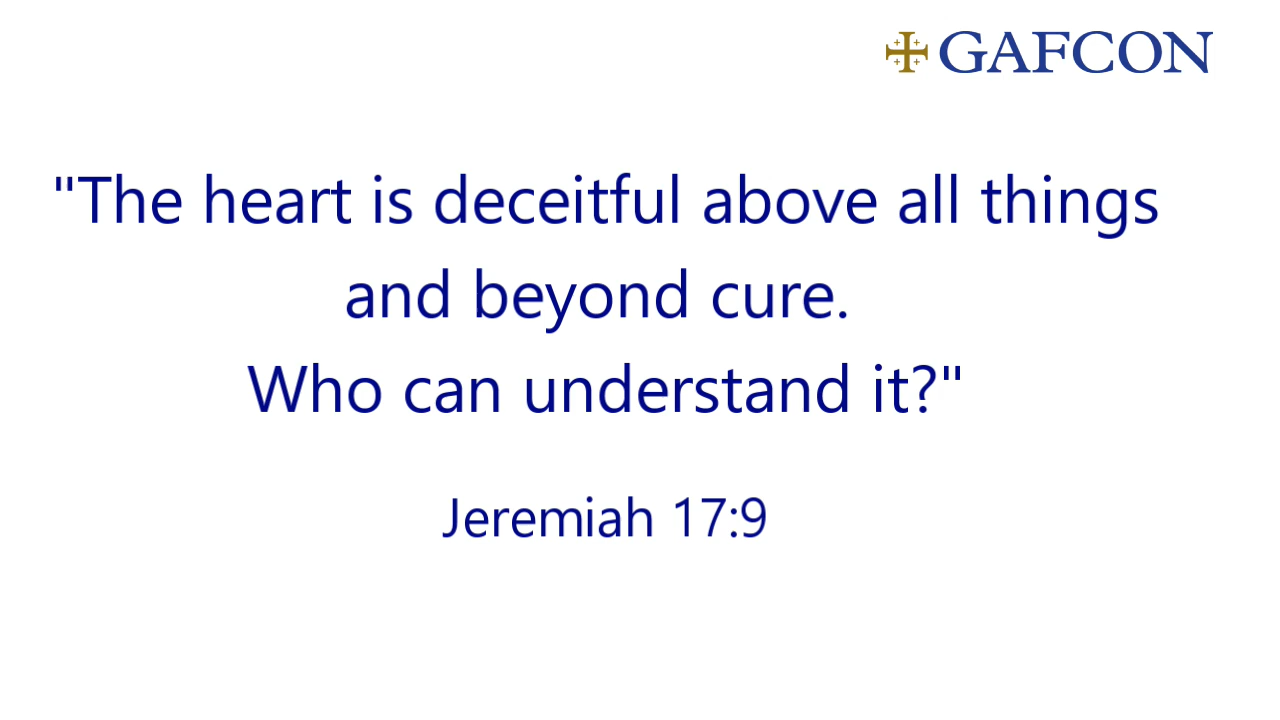 GAFCON
"The heart is deceitful above all things
and beyond cure.
Who can understand it?"
Jeremiah 17:9